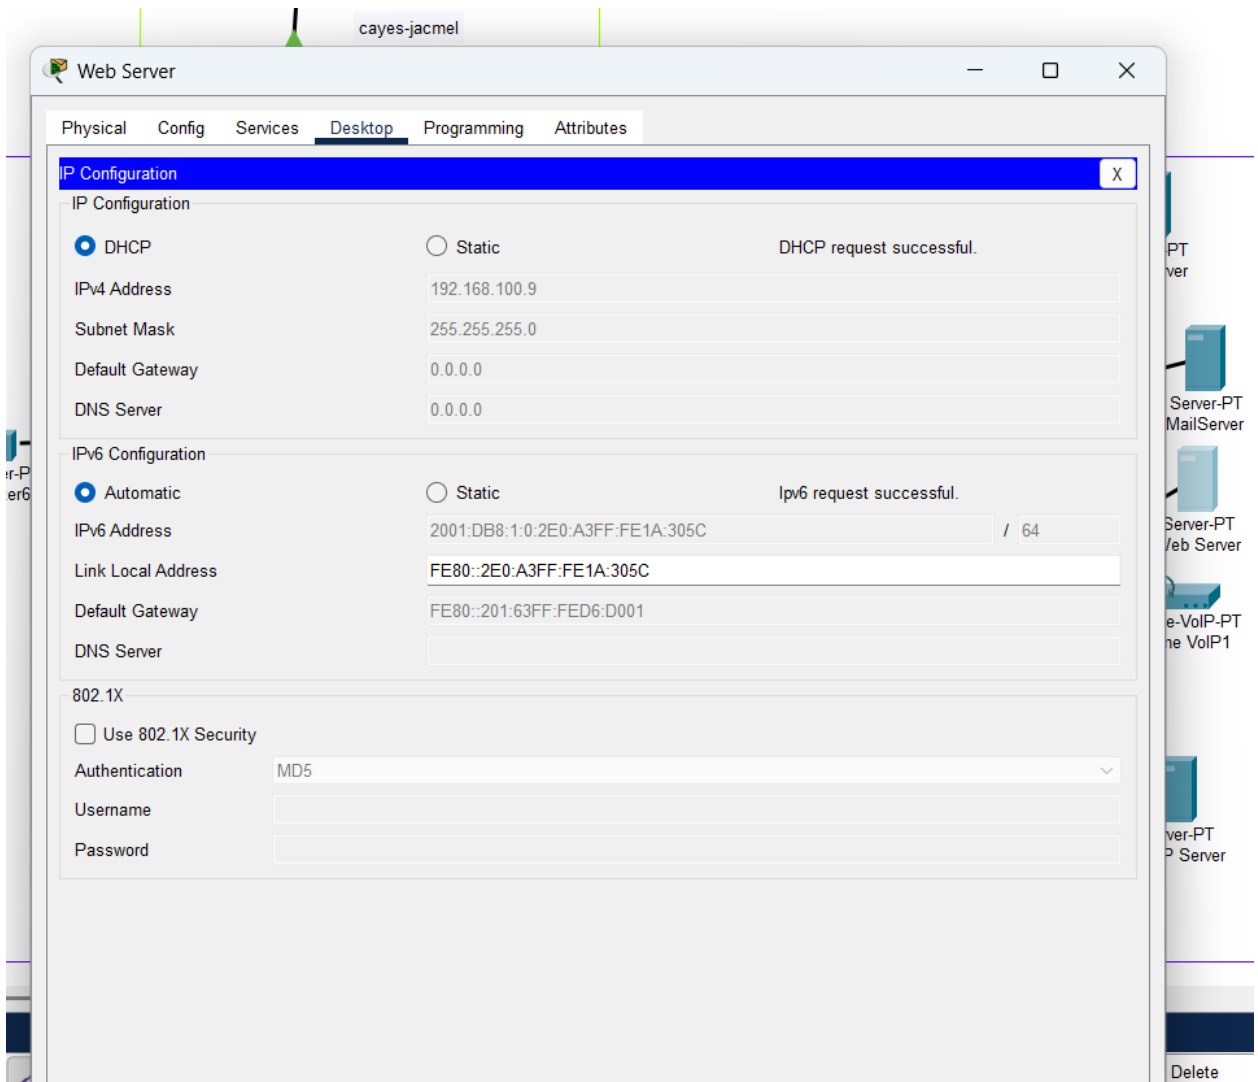 cayes-jacmel
Web Server
Physical Config Services Desktop Programming Attributes
IP Configuration X
IP Configuration
DHCP Static DHCP request successful.
IPv4 Address 192.168.100.9
Subnet Mask 255.255.255.0
Default Gateway 0.0.0.0
DNS Server 0.0.0.0
IPv6 Configuration
Automatic Static Ipv6 request successful.
IPv6 Address 2001:DB8:1:0:2E0:A3FF:FE1A:305C / 64
Link Local Address FE80::2E0:A3FF:FE1A:305C
Default Gateway FE80::201:63FF:FED6:D001
DNS Server
802.1X
Use 802.1X Security
Authentication MD5
Username
Password
-PT
ver
Server-PT
MailServer
er-P
er6
Server-PT
Web Server
e-VoIP-PT
ne VoIP1
ver-PT
P Server
Delete